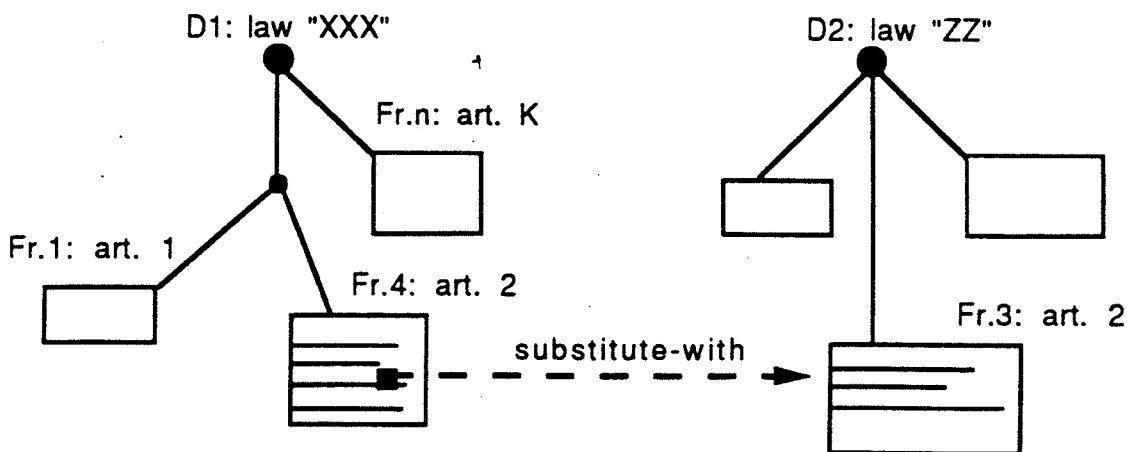 D1: law "XXX"
D2: law "ZZ"
Fr.n: art. K
Fr.1: art. 1
Fr.4: art. 2
Fr.3: art. 2
substitute-with